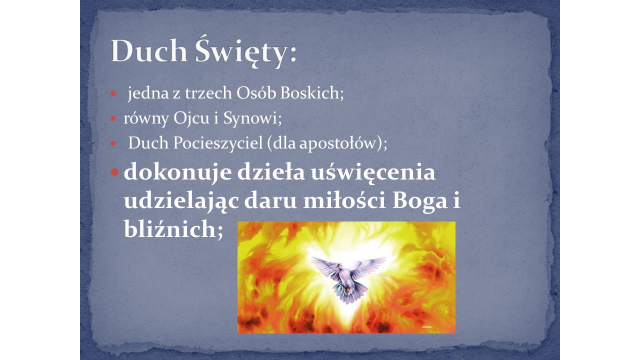 Duch Święty:
jedna z trzech Osób Boskich;
równy Ojcu i Synowi;
Duch Pocieszyciel (dla apostołów);
dokonuje dzieła uświęcenia
udzielając daru miłości Boga i
bliźnich;